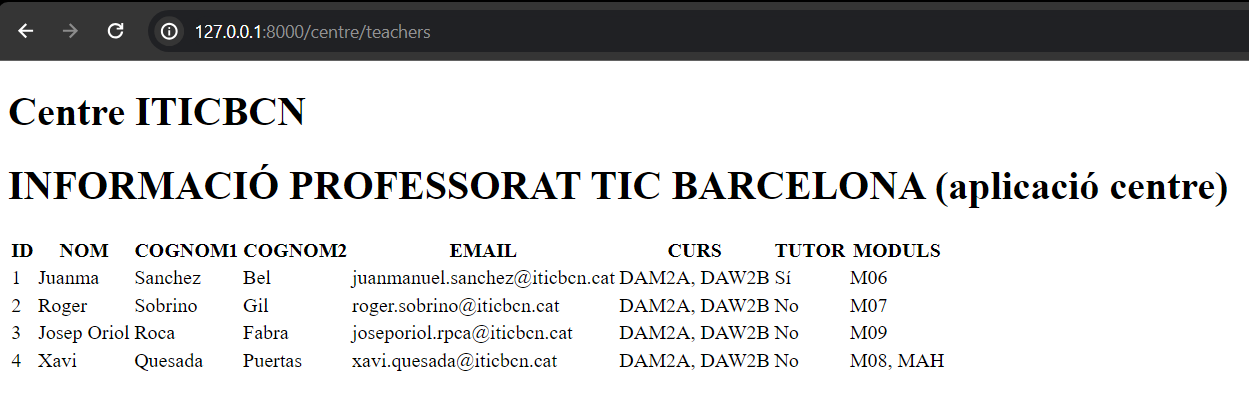 127.0.0.1:8000/centre/teachers
Centre ITICBCN
INFORMACIÓ PROFESSORAT TIC BARCELONA (aplicació centre)
ID NOM COGNOM1 COGNOM2 EMAIL CURS TUTOR MODULS
1 Juanma Sanchez Bel juanmanuel.sanchez@iticbcn.cat DAM2A, DAW2B Sí M06
2 Roger Sobrino Gil roger.sobrino@iticbcn.cat DAM2A, DAW2B No M07
3 Josep Oriol Roca Fabra joseporiol.rpca@iticbcn.cat DAM2A, DAW2B No M09
4 Xavi Quesada Puertas xavi.quesada@iticbcn.cat DAM2A, DAW2B No M08, MAH